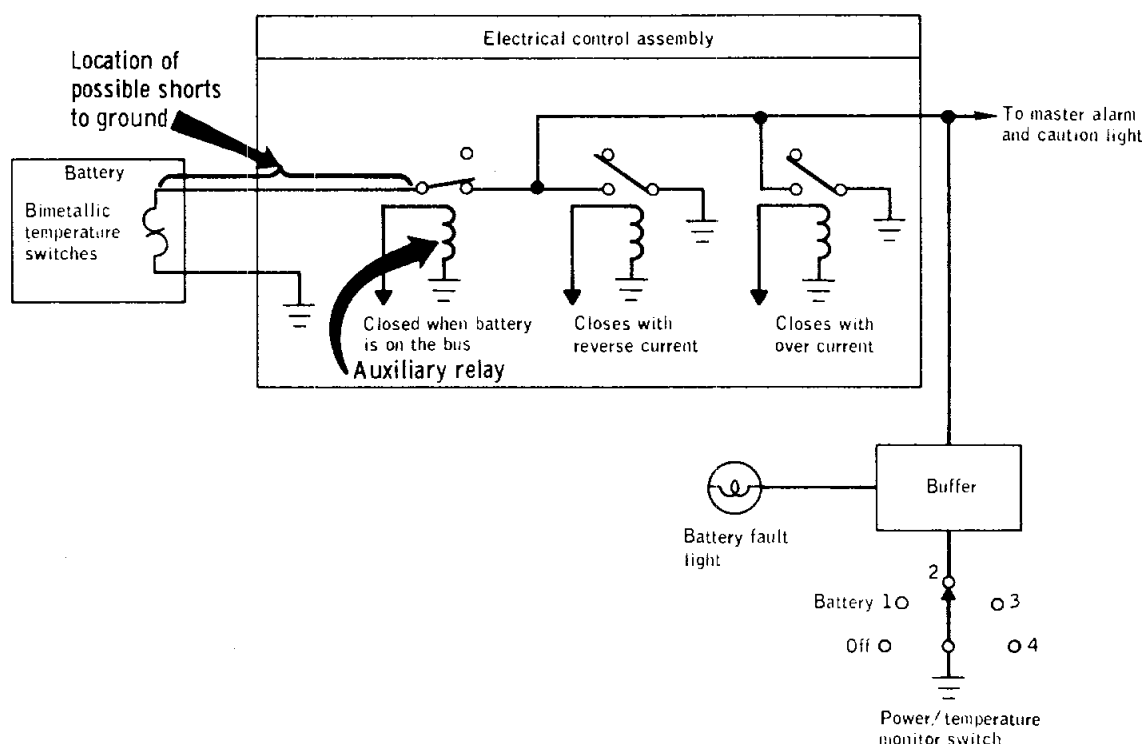 Electrical control assembly
Location of
possible shorts
to ground
To master alarm
and caution light
Battery
Bimetallic
temperature
switches
Closed when battery
is on the bus
Closes with
reverse current
Closes with
over current
Auxiliary relay
Buffer
Battery fault
light
2
Battery 1
3
Off
4
Power/temperature
monitor switch